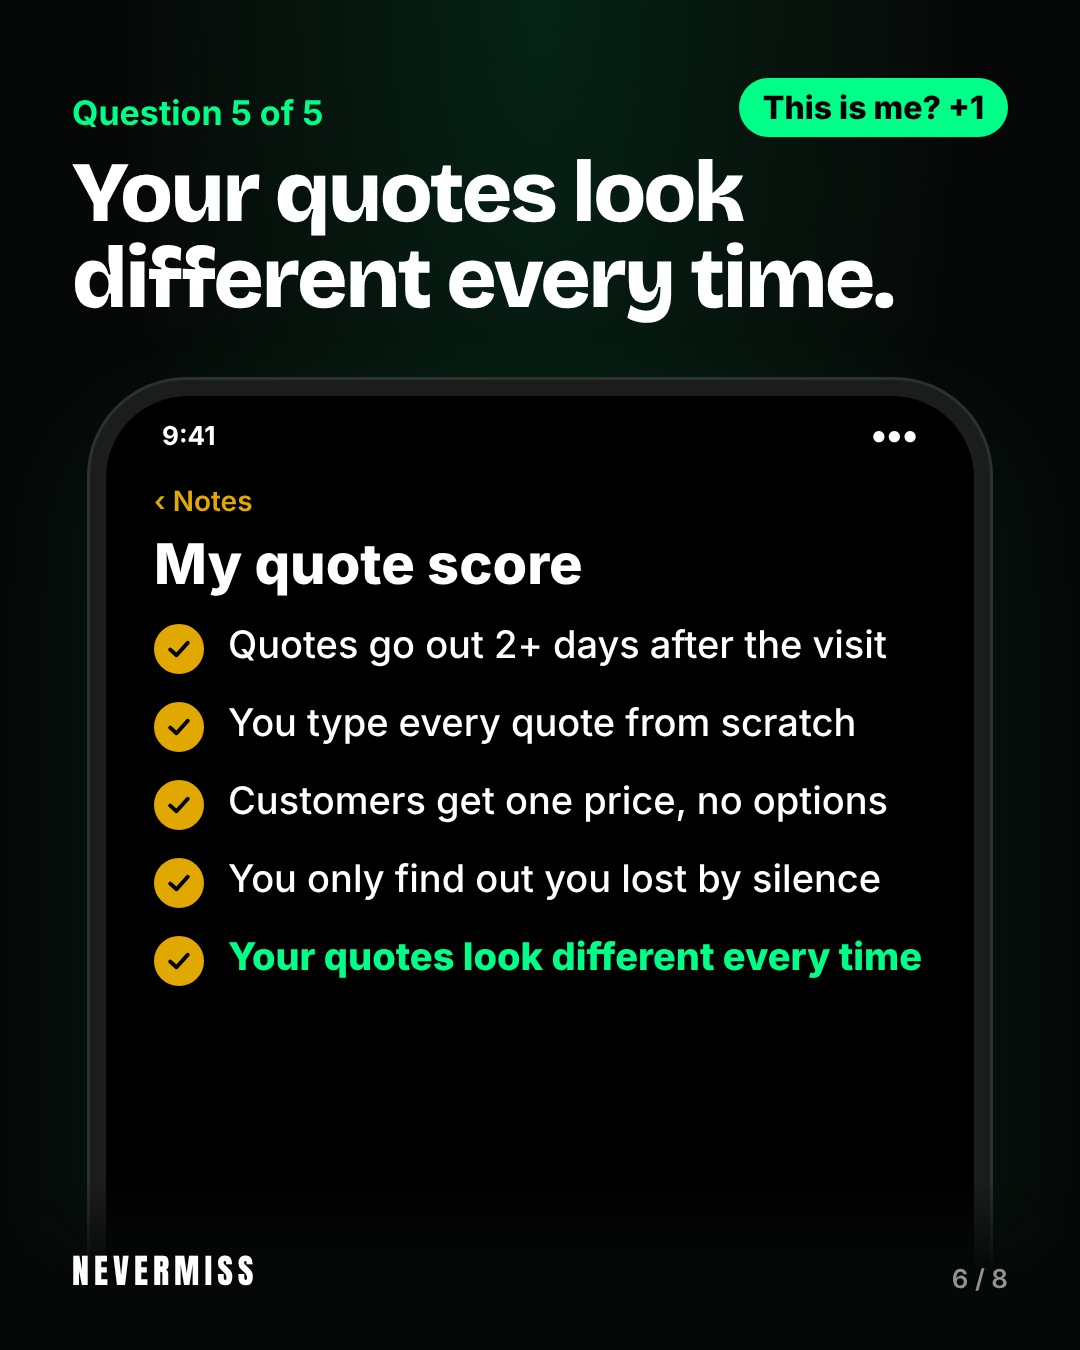 Question 5 of 5
This is me? +1
Your quotes look
different every time.
9:41
‹ Notes
My quote score
Quotes go out 2+ days after the visit
You type every quote from scratch
Customers get one price, no options
You only find out you lost by silence
Your quotes look different every time
NEVERMISS
6 / 8